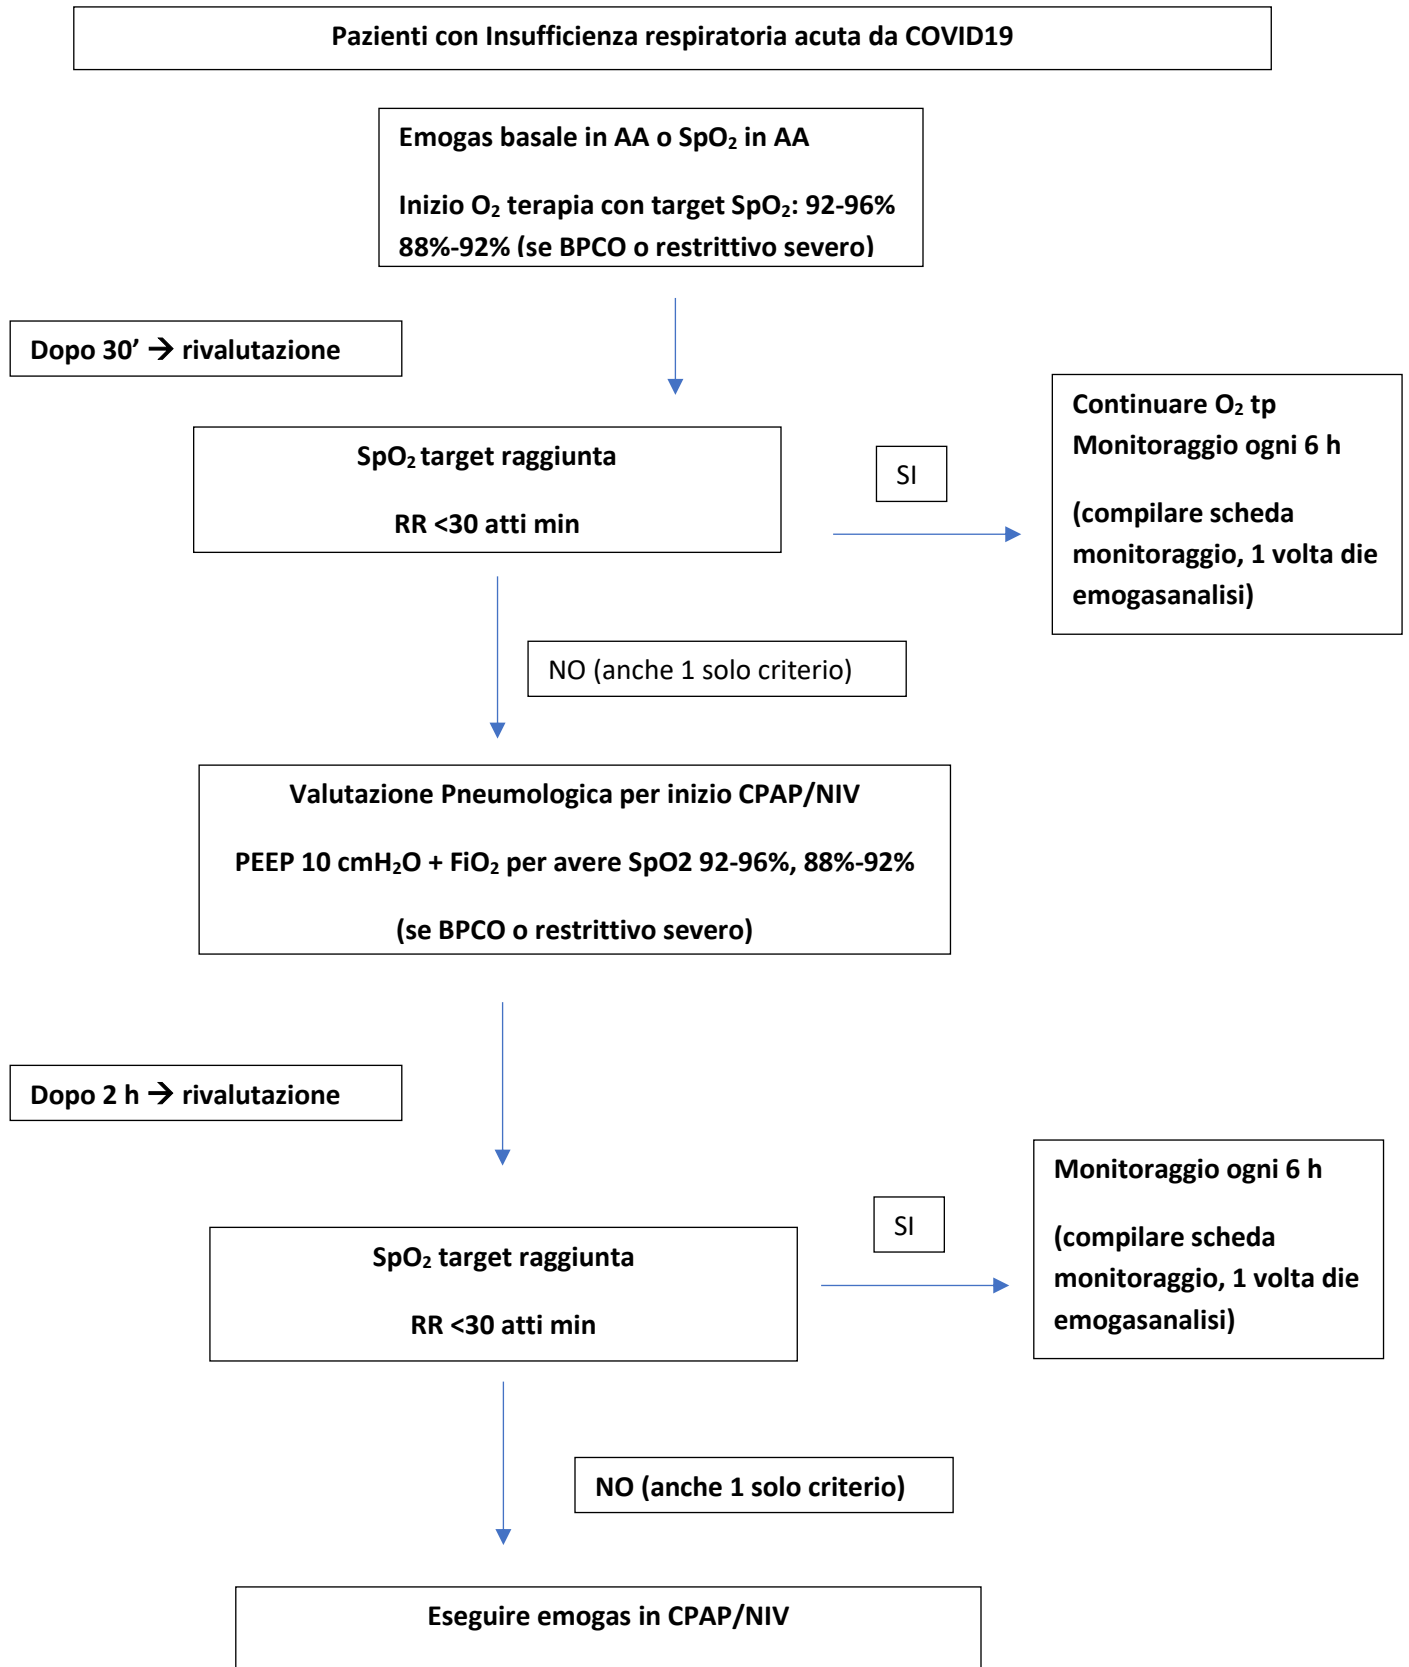 Pazienti con Insufficienza respiratoria acuta da COVID19
Emogas basale in AA o SpO₂ in AA
Inizio O₂ terapia con target SpO₂: 92-96%
88%-92% (se BPCO o restrittivo severo)
Dopo 30’ → rivalutazione
SpO₂ target raggiunta
RR <30 atti min
SI
Continuare O₂ tp
Monitoraggio ogni 6 h
(compilare scheda
monitoraggio, 1 volta die
emogasanalisi)
NO (anche 1 solo criterio)
Valutazione Pneumologica per inizio CPAP/NIV
PEEP 10 cmH₂O + FiO₂ per avere SpO2 92-96%, 88%-92%
(se BPCO o restrittivo severo)
Dopo 2 h → rivalutazione
SpO₂ target raggiunta
RR <30 atti min
SI
Monitoraggio ogni 6 h
(compilare scheda
monitoraggio, 1 volta die
emogasanalisi)
NO (anche 1 solo criterio)
Eseguire emogas in CPAP/NIV